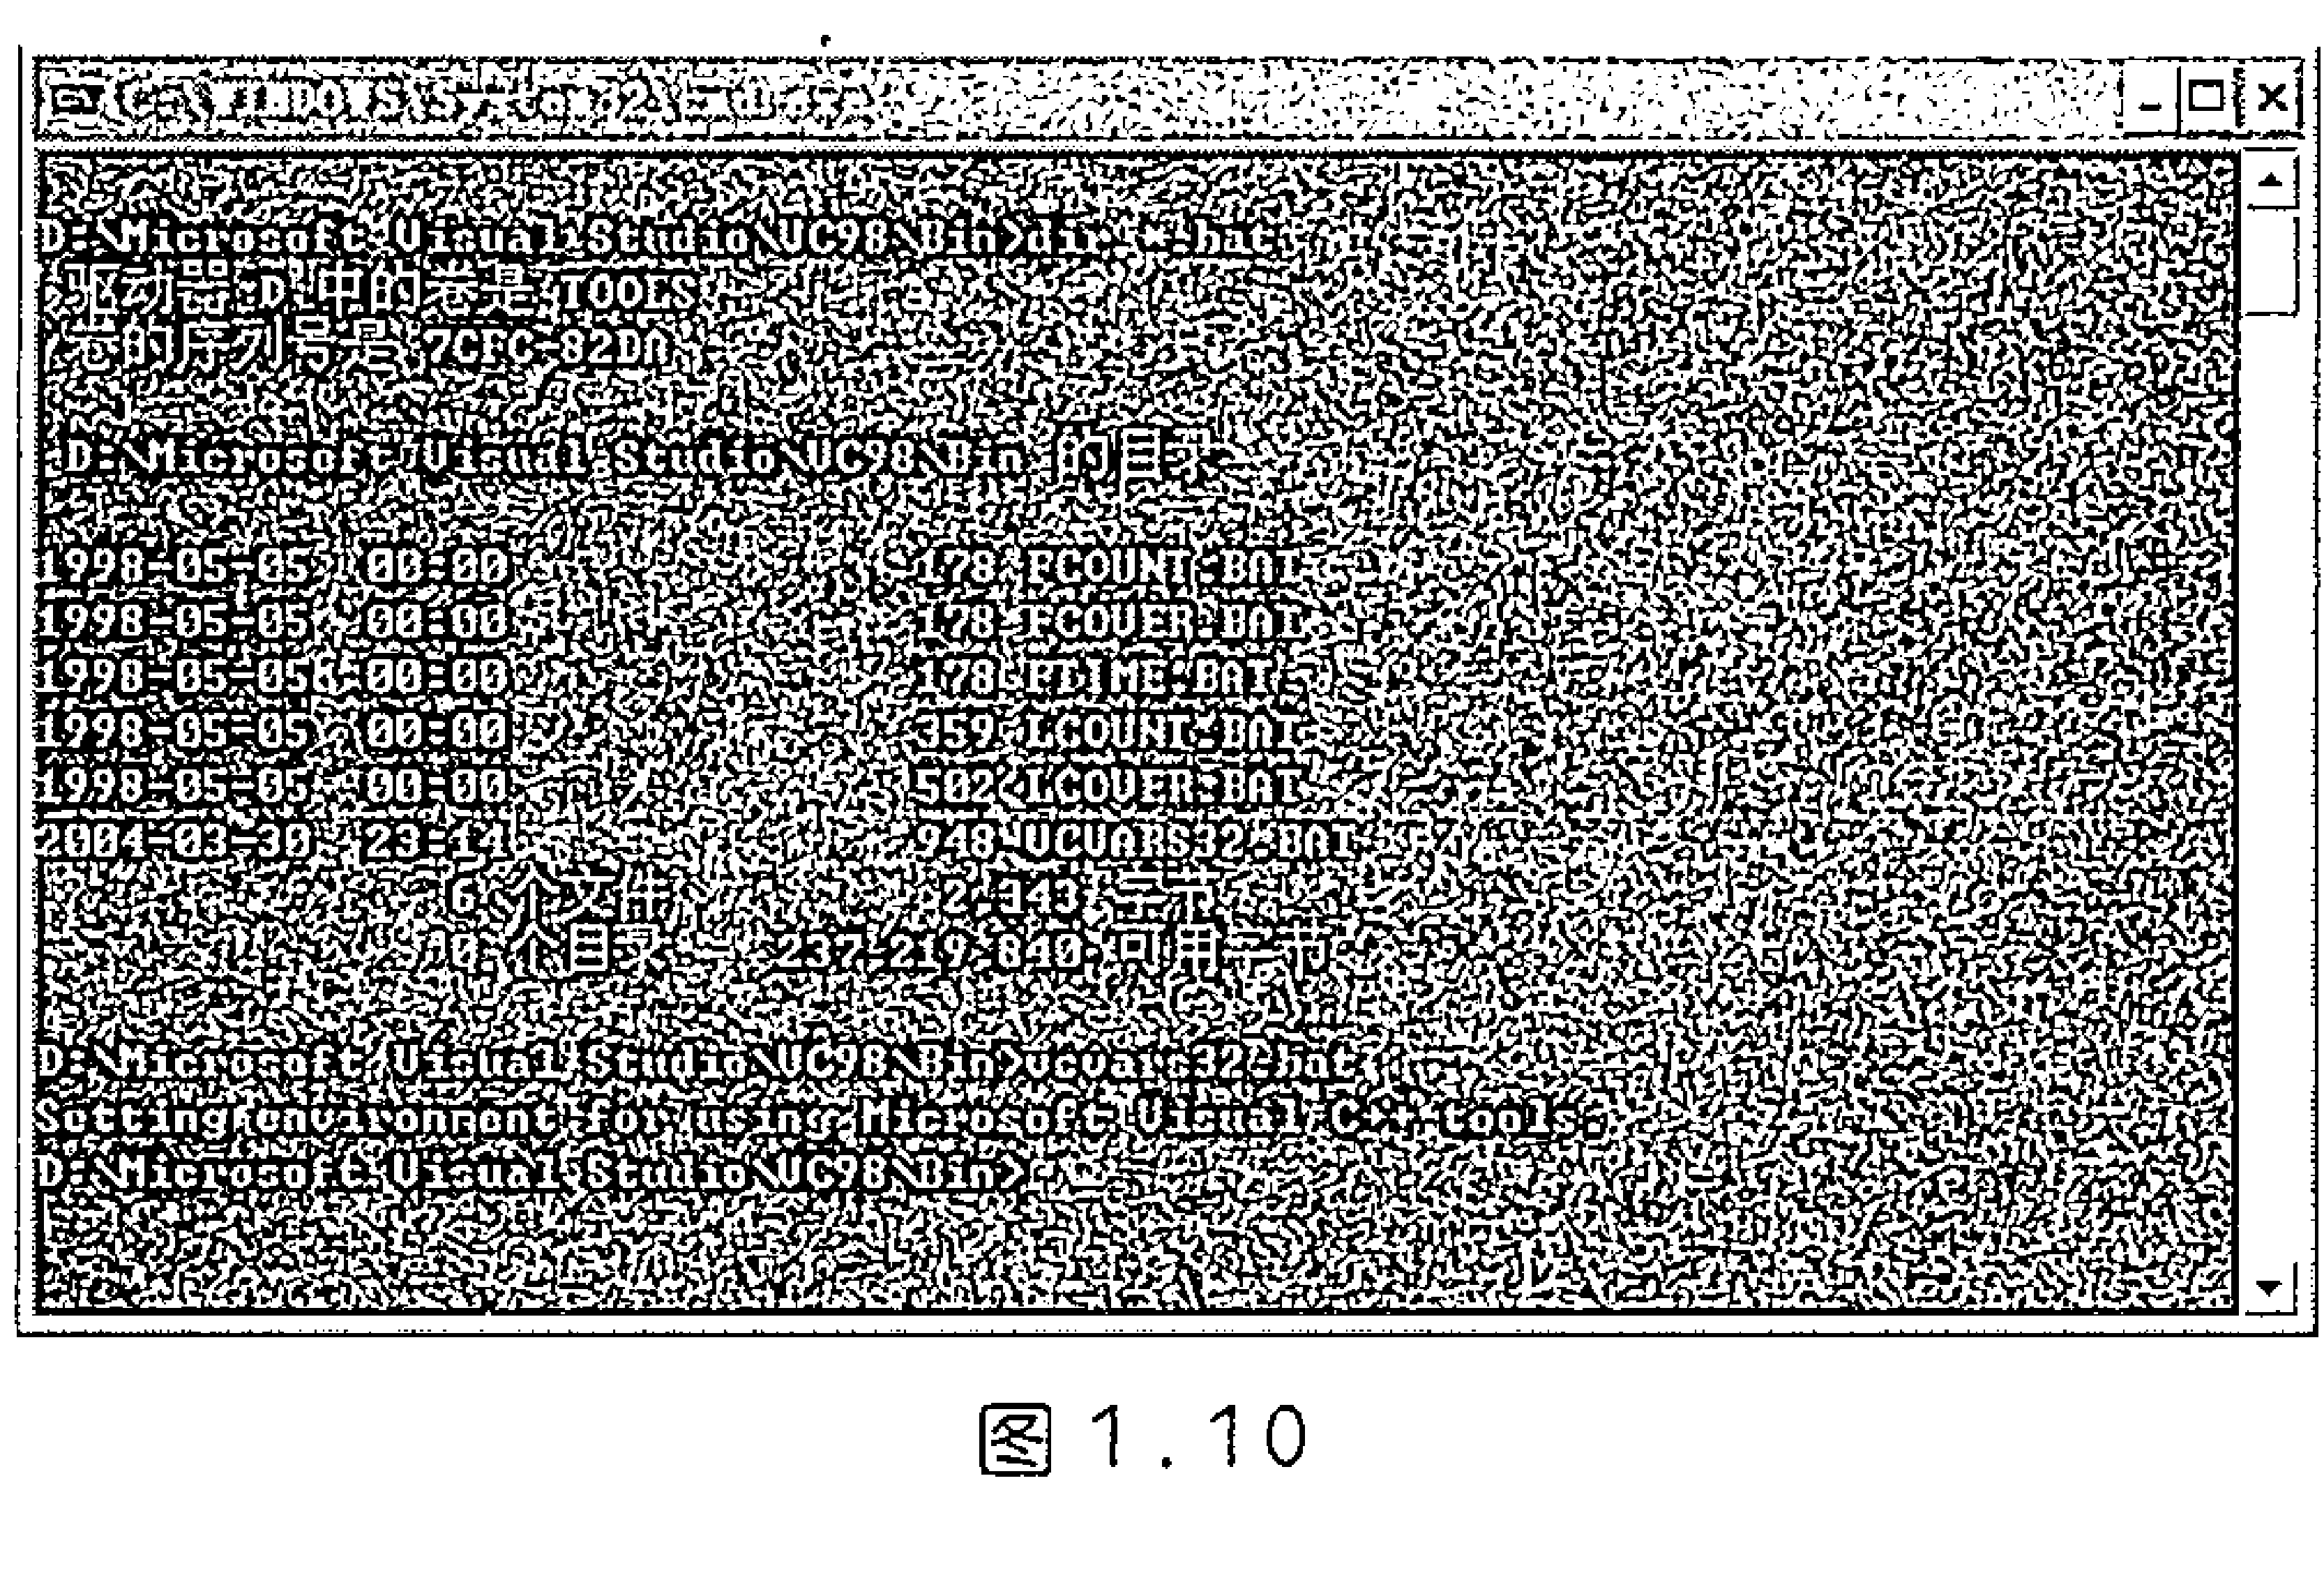 C:\WINDOWS\System32\cmd.exe
D:\Microsoft Visual Studio\VC98\Bin>dir *.bat
驱动器 D 中的卷是 TOOLS
卷的序列号是 7CFC-82DA
D:\Microsoft Visual Studio\VC98\Bin 的目录
1998-05-05 00:00 178 FCOUNT.BAT
1998-05-05 00:00 178 FCOVER.BAT
1998-05-05 00:00 178 FTIME.BAT
1998-05-05 00:00 359 LCOUNT.BAT
1998-05-05 00:00 502 LCOVER.BAT
2004-03-30 23:14 948 VCVARS32.BAT
6 个文件 2,343 字节
0 个目录 237,219,840 可用字节
D:\Microsoft Visual Studio\VC98\Bin>vcvars32.bat
Setting environment for using Microsoft Visual C++ tools.
D:\Microsoft Visual Studio\VC98\Bin>
图 1.10